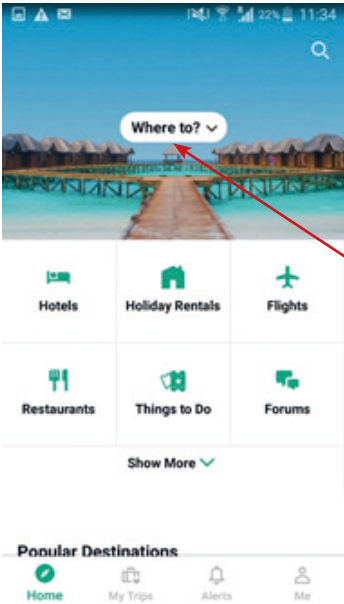 22% 11:34
Where to?
Hotels Holiday Rentals Flights
Restaurants Things to Do Forums
Show More
Popular Destinations
Home My Trips Alerts Me